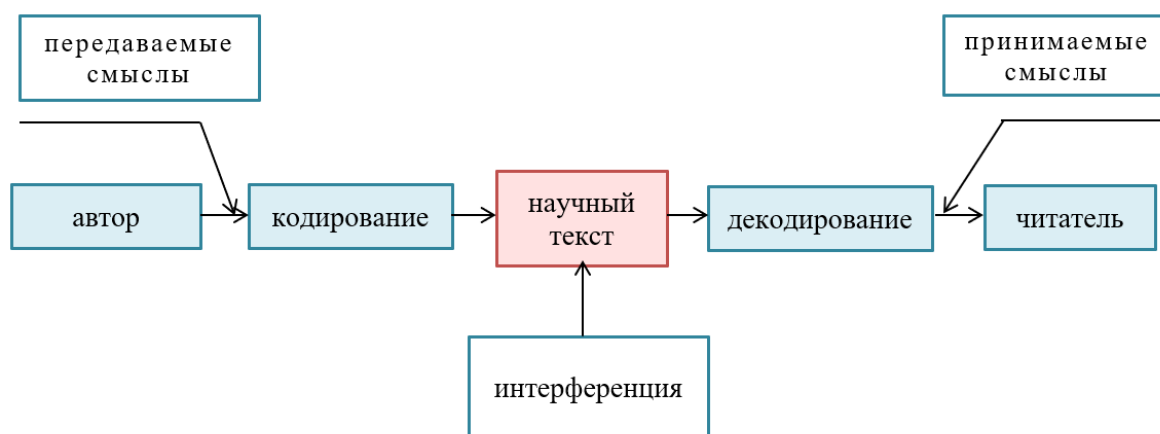 передаваемые
смыслы
принимаемые
смыслы
автор
кодирование
научный
текст
декодирование
читатель
интерференция